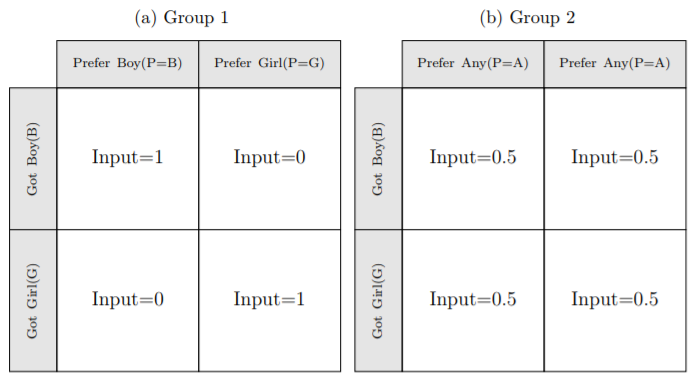 (a) Group 1
Prefer Boy(P=B) Prefer Girl(P=G)
Got Boy(B) Input=1 Input=0
Got Girl(G) Input=0 Input=1
(b) Group 2
Prefer Any(P=A) Prefer Any(P=A)
Got Boy(B) Input=0.5 Input=0.5
Got Girl(G) Input=0.5 Input=0.5